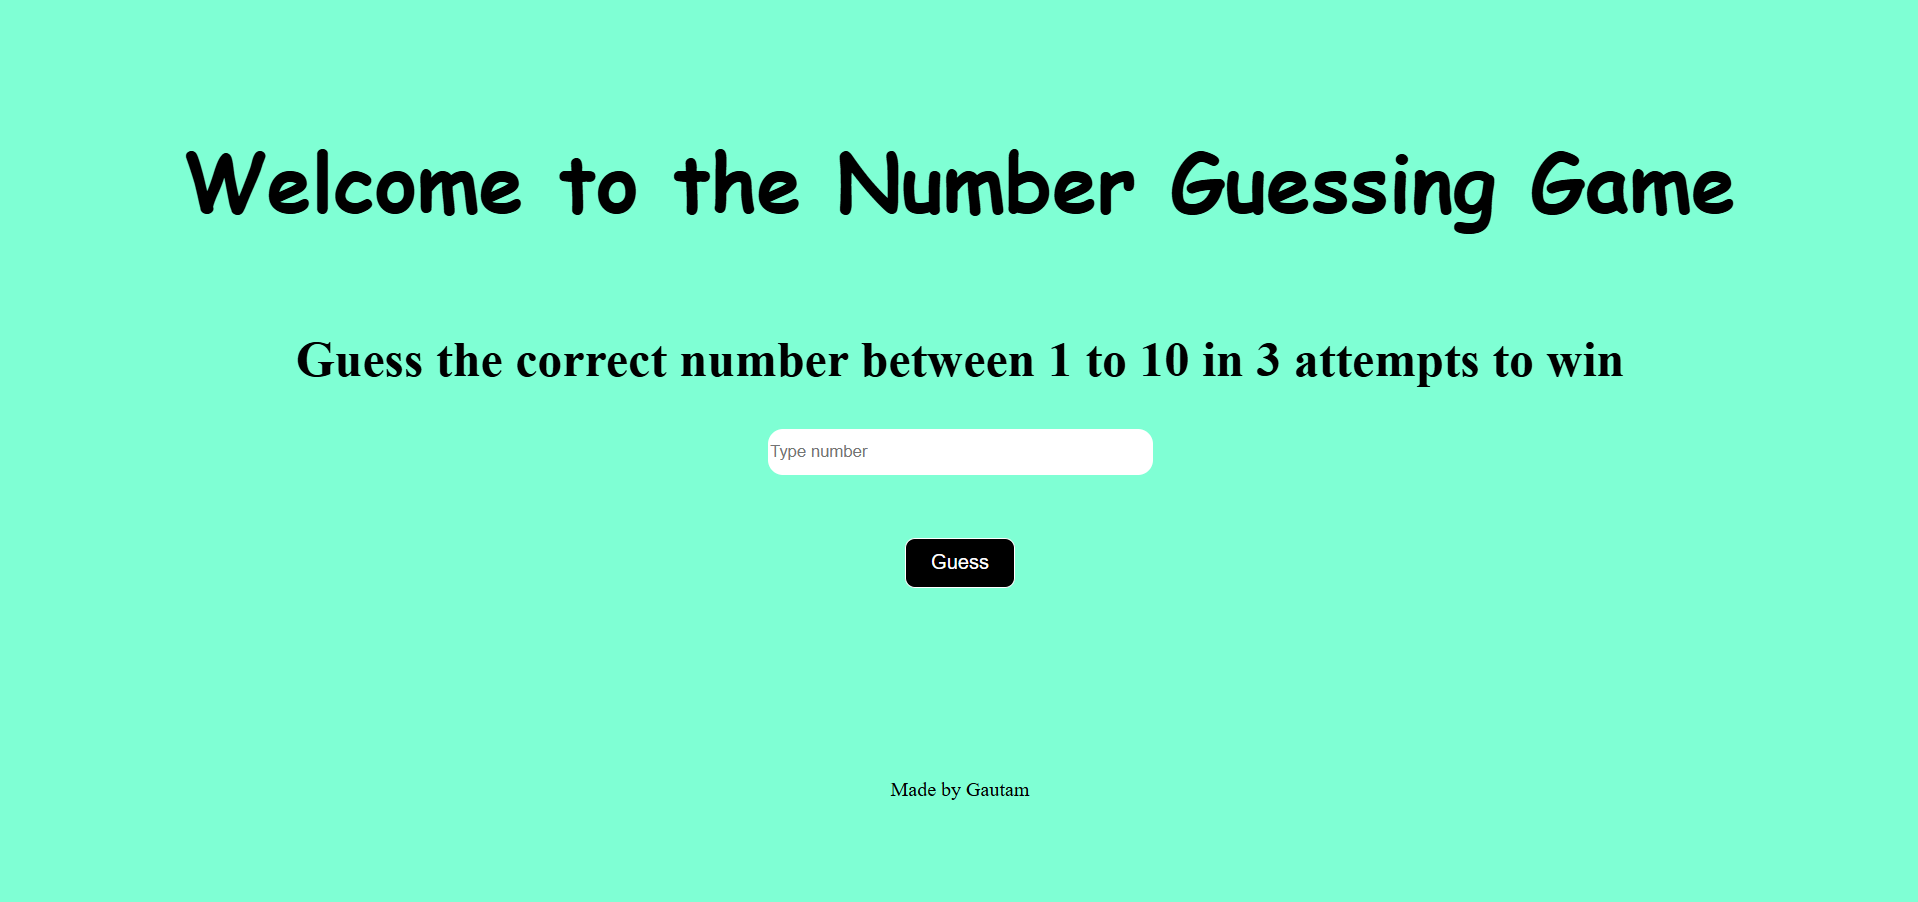 Welcome to the Number Guessing Game
Guess the correct number between 1 to 10 in 3 attempts to win
Type number
Guess
Made by Gautam